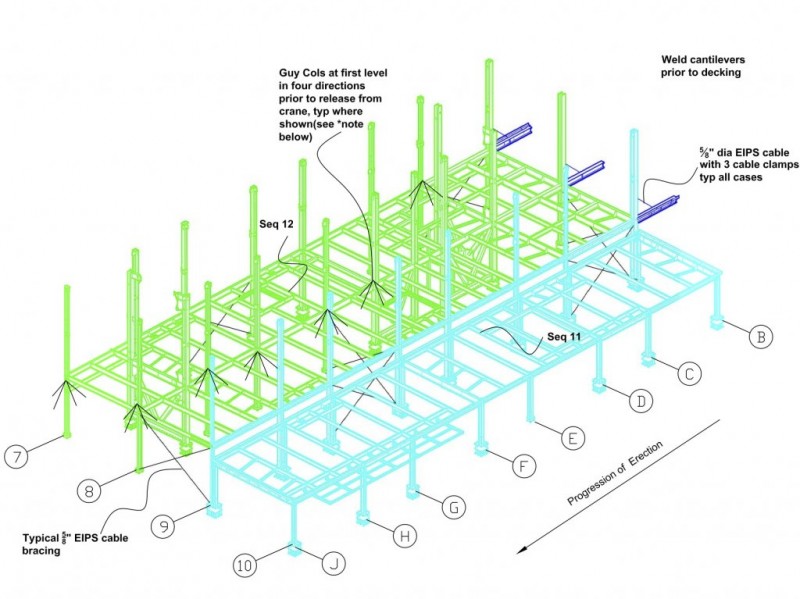 Weld cantilevers
prior to decking
Guy Cols at first level
in four directions
prior to release from
crane, typ where
shown(see *note
below)
⅝" dia EIPS cable
with 3 cable clamps
typ all cases
Seq 12
Seq 11
B
C
D
E
F
G
H
J
7
8
9
10
Progression of Erection
Typical ⅝" EIPS cable
bracing